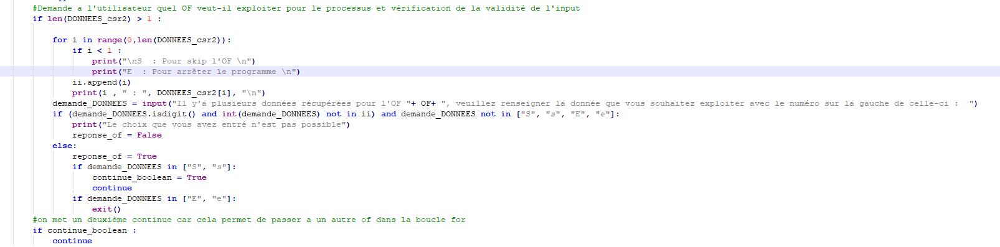 #Demande a l'utilisateur quel OF veut-il exploiter pour le processus et vérification de la validité de l'input
if len(DONNEES_csr2) > 1 :
for i in range(0,len(DONNEES_csr2)):
if i < 1 :
print("\nS  : Pour skip l'OF \n")
print("E  : Pour arrêter le programme \n")
ii.append(i)
print(i , " : ", DONNEES_csr2[i], "\n")
demande_DONNEES = input("Il y'a plusieurs données récupérées pour l'OF "+ OF+ ", veuillez renseigner la donnée que vous souhaitez exploiter avec le numéro sur la gauche de celle-ci :  ")
if (demande_DONNEES.isdigit() and int(demande_DONNEES) not in ii) and demande_DONNEES not in ["S", "s", "E", "e"]:
print("Le choix que vous avez entré n'est pas possible")
reponse_of = False
else:
reponse_of = True
if demande_DONNEES in ["S", "s"]:
continue_boolean = True
continue
if demande_DONNEES in ["E", "e"]:
exit()
#on met un deuxième continue car cela permet de passer a un autre of dans la boucle for
if continue_boolean :
continue